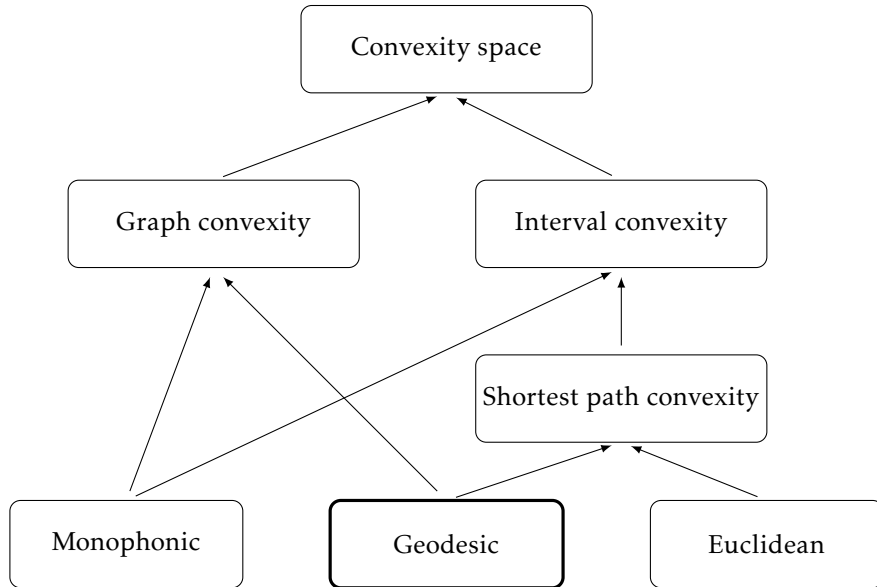 Convexity space
Graph convexity
Interval convexity
Shortest path convexity
Monophonic
Geodesic
Euclidean